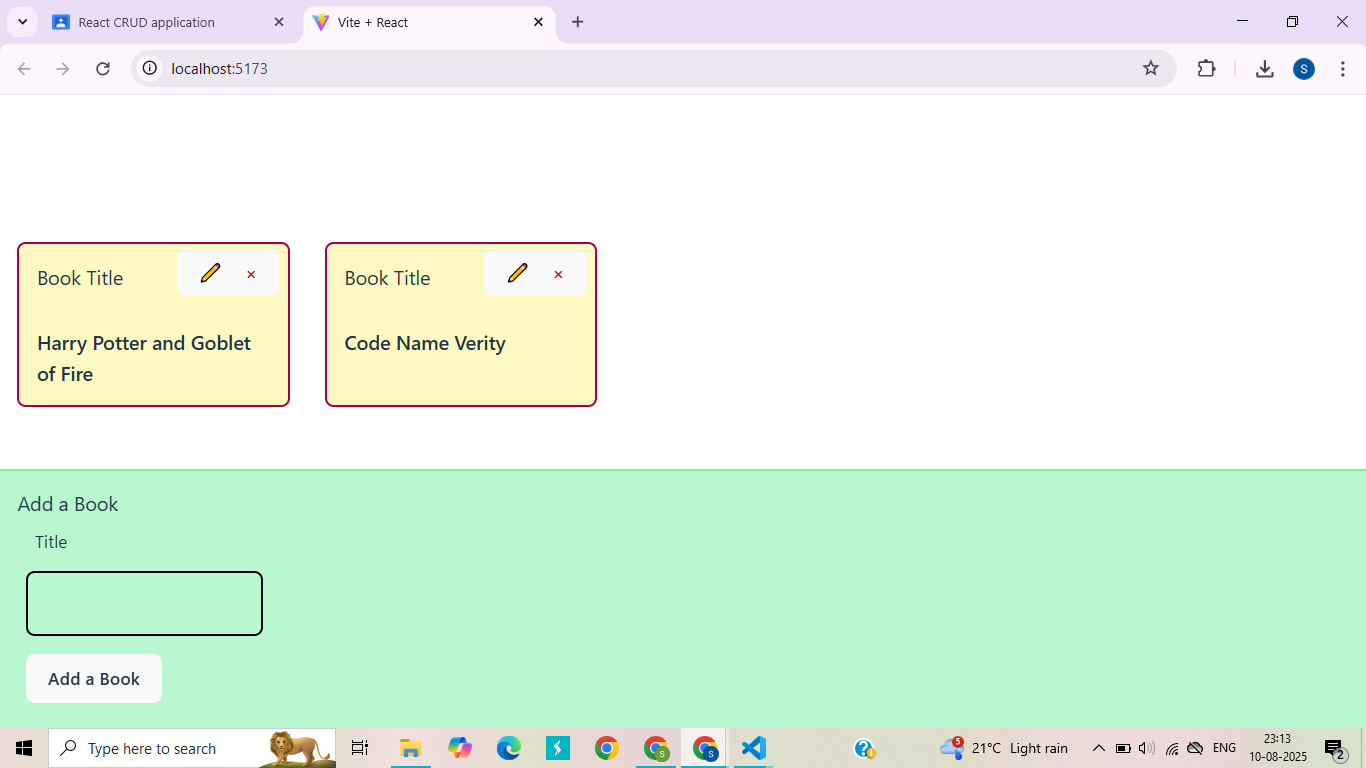 React CRUD application
Vite + React
localhost:5173
S
Book Title
Harry Potter and Goblet
of Fire
Book Title
Code Name Verity
Add a Book
Title
Add a Book
Type here to search
S
S
5
21°C Light rain
ENG
23:13
10-08-2025
2